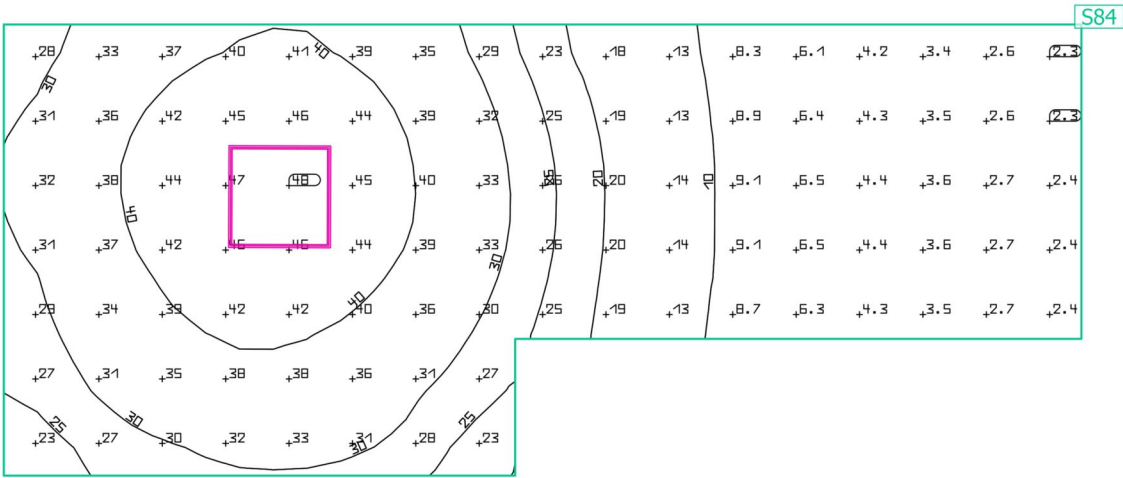 S84
+28 +33 +37 +40 +41 40 +39 +35 +29 +23 +18 +13 +8.3 +6.1 +4.2 +3.4 +2.6 +2.3
30
+31 +36 +42 +45 +46 +44 +39 +32 +25 +19 +13 +8.9 +6.4 +4.3 +3.5 +2.6 +2.3
+32 +38 +44 +47 +48 +45 +40 +33 +26 25 20 +20 +14 10 +9.1 +6.5 +4.4 +3.6 +2.7 +2.4
40
+31 +37 +42 +46 +46 +44 +39 +33 +26 +20 +14 +9.1 +6.5 +4.4 +3.6 +2.7 +2.4
30
40
+29 +34 +39 +42 +42 +40 +36 +30 +25 +19 +13 +8.7 +6.3 +4.3 +3.5 +2.7 +2.4
+27 +31 +35 +38 +38 +36 +31 +27
25 30 25
+23 +27 +30 +32 +33 +31 +28 +23
30